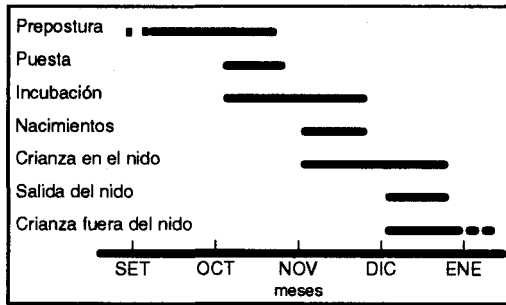 Prepostura
Puesta
Incubación
Nacimientos
Crianza en el nido
Salida del nido
Crianza fuera del nido
SET OCT NOV DIC ENE
meses